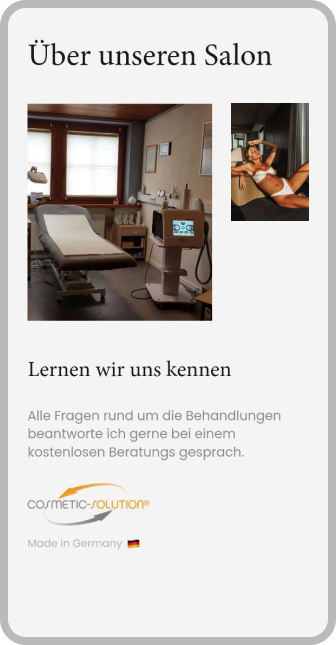 Über unseren Salon
Lernen wir uns kennen
Alle Fragen rund um die Behandlungen
beantworte ich gerne bei einem
kostenlosen Beratungs gesprach.
COSMETIC-SOLUTION®
Made in Germany 🇩🇪